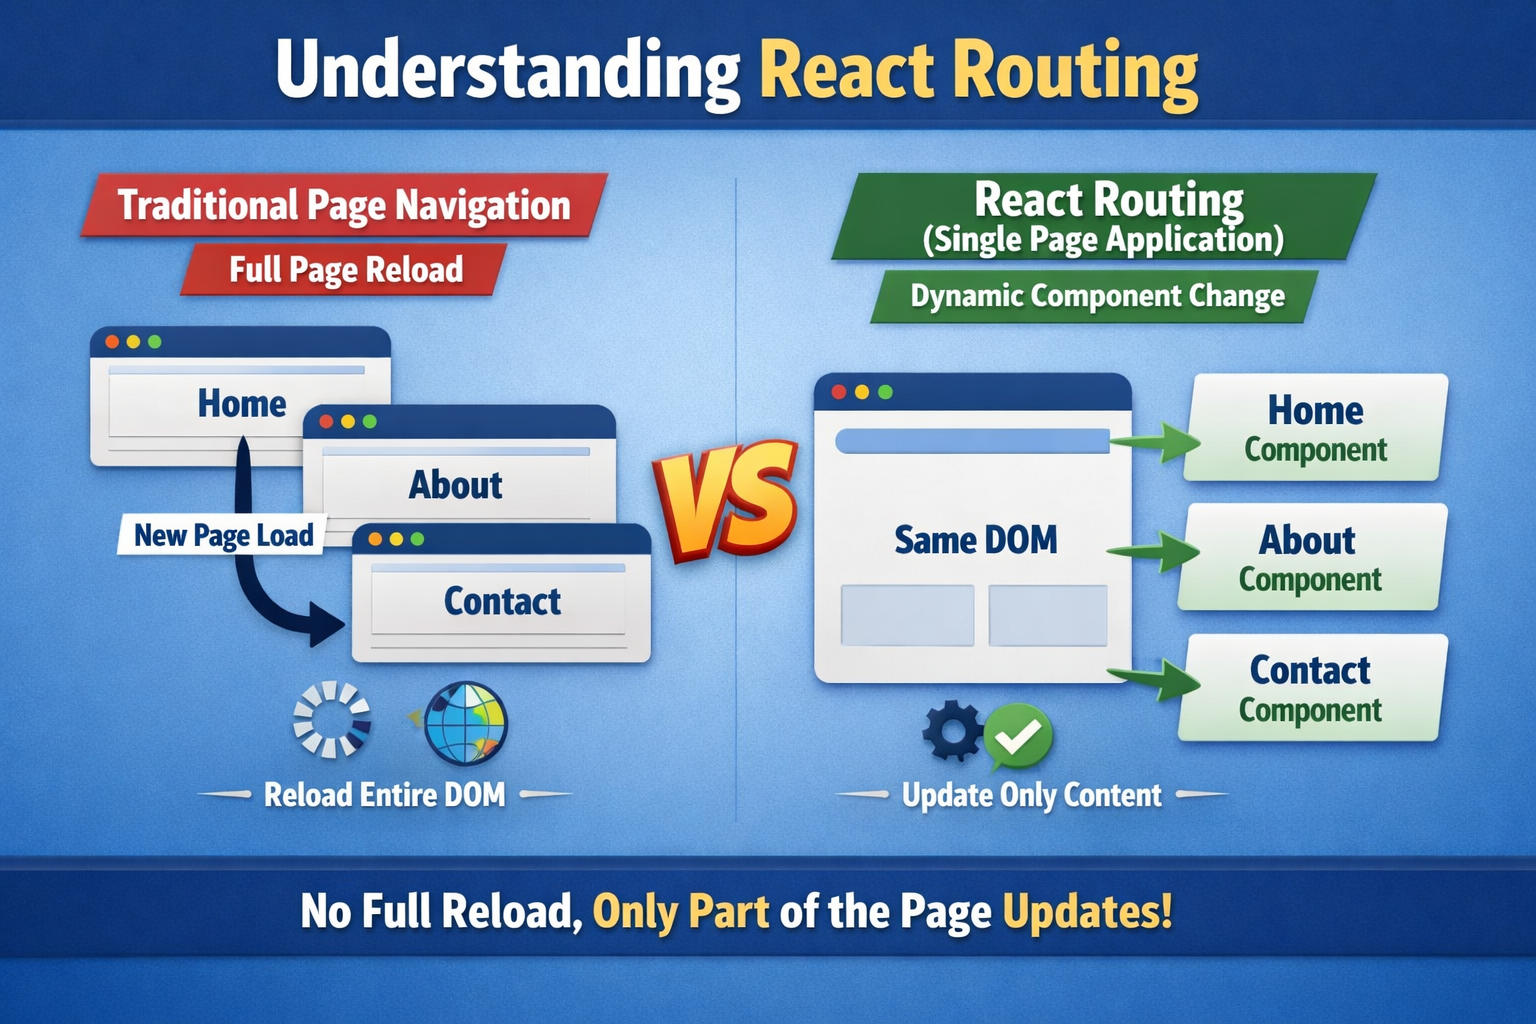 Understanding React Routing
Traditional Page Navigation
Full Page Reload
Home
About
New Page Load
Contact
Reload Entire DOM
VS
React Routing
(Single Page Application)
Dynamic Component Change
Same DOM
Home
Component
About
Component
Contact
Component
Update Only Content
No Full Reload, Only Part of the Page Updates!